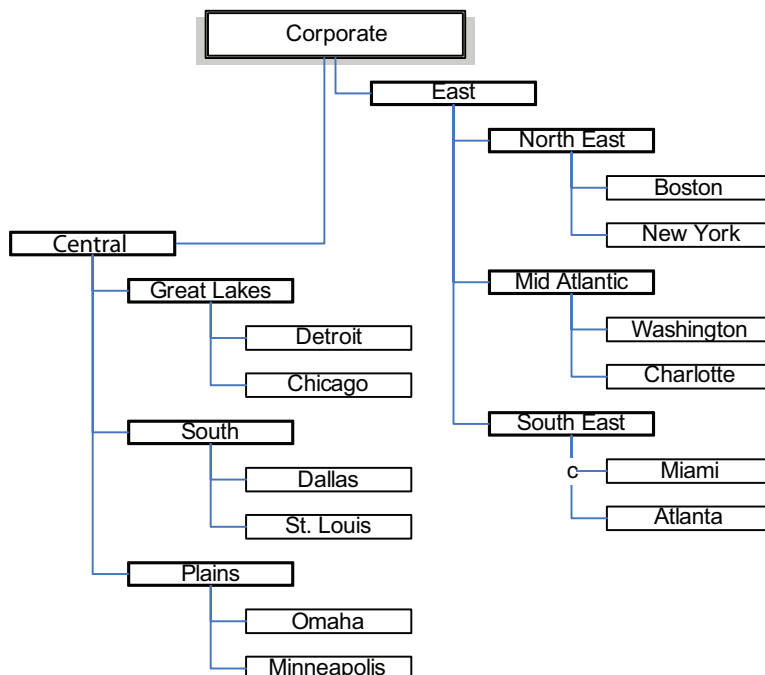 Corporate
East
North East
Boston
New York
Central
Mid Atlantic
Great Lakes
Washington
Detroit
Charlotte
Chicago
South East
South
c
Miami
Dallas
Atlanta
St. Louis
Plains
Omaha
Minneapolis